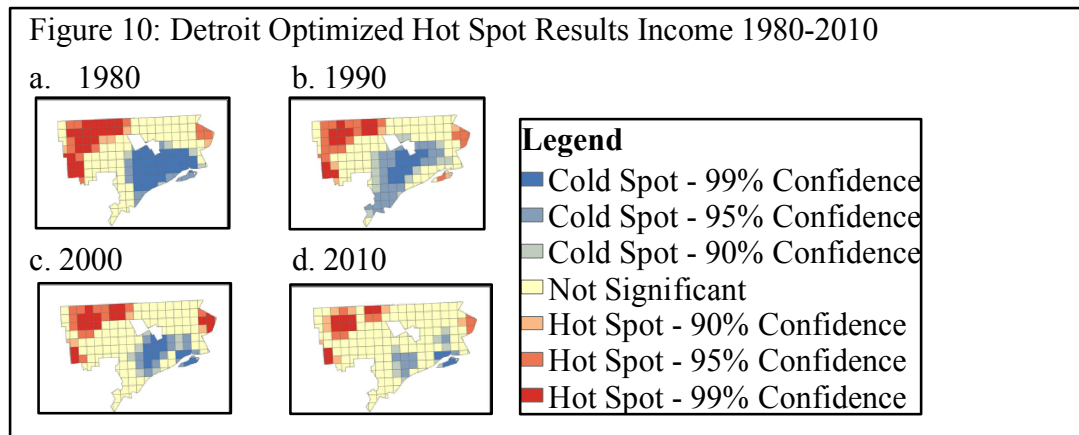 Figure 10: Detroit Optimized Hot Spot Results Income 1980-2010
a. 1980
b. 1990
c. 2000
d. 2010
Legend
Cold Spot - 99% Confidence
Cold Spot - 95% Confidence
Cold Spot - 90% Confidence
Not Significant
Hot Spot - 90% Confidence
Hot Spot - 95% Confidence
Hot Spot - 99% Confidence